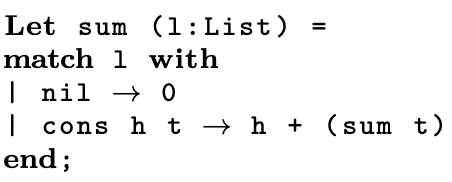 Let sum (l:List) =
match l with
| nil → 0
| cons h t → h + (sum t)
end;